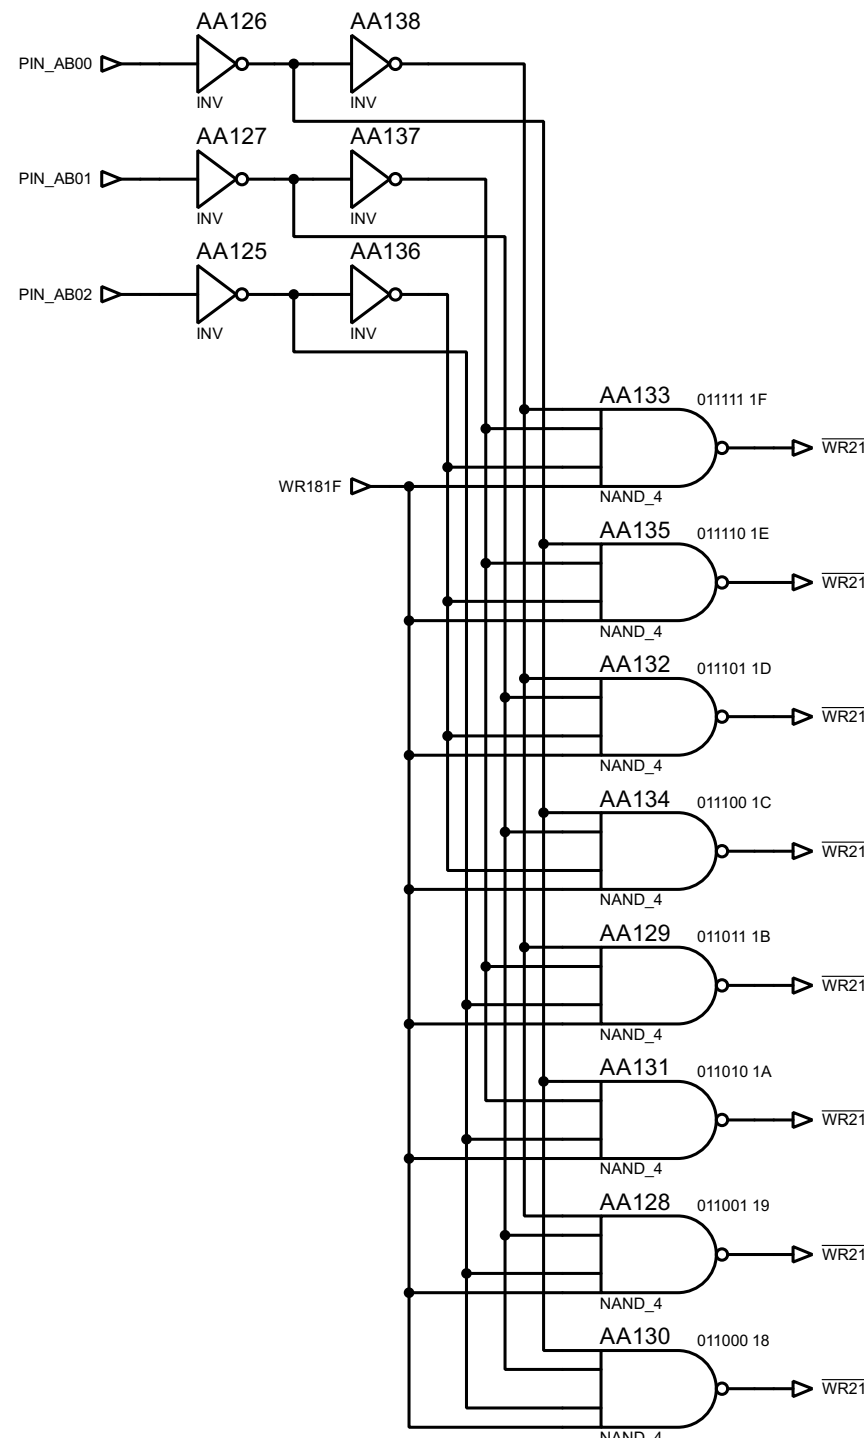 AA126 AA138
PIN_AB00
INV INV
AA127 AA137
PIN_AB01
INV INV
AA125 AA136
PIN_AB02
INV INV
AA133 011111 1F
WR21
WR181F
NAND_4
AA135 011110 1E
WR21
NAND_4
AA132 011101 1D
WR21
NAND_4
AA134 011100 1C
WR21
NAND_4
AA129 011011 1B
WR21
NAND_4
AA131 011010 1A
WR21
NAND_4
AA128 011001 19
WR21
NAND_4
AA130 011000 18
WR21
NAND_4